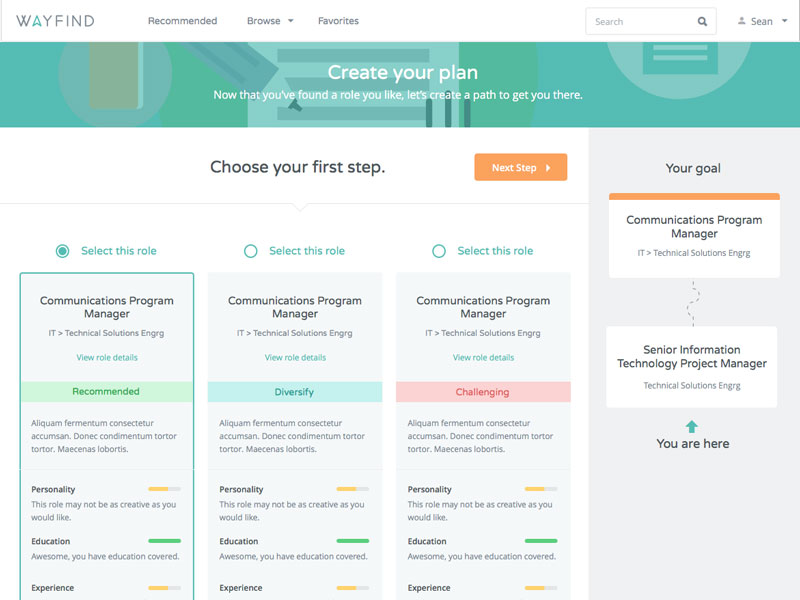 WAYFIND
Recommended
Browse
Favorites
Search
Sean
Create your plan
Now that you've found a role you like, let's create a path to get you there.
Choose your first step.
Next Step
Select this role
Communications Program
Manager
IT > Technical Solutions Engrg
View role details
Recommended
Aliquam fermentum consectetur
accumsan. Donec condimentum tortor
tortor. Maecenas lobortis.
Personality
This role may not be as creative as you
would like.
Education
Awesome, you have education covered.
Experience
Select this role
Communications Program
Manager
IT > Technical Solutions Engrg
View role details
Diversify
Aliquam fermentum consectetur
accumsan. Donec condimentum tortor
tortor. Maecenas lobortis.
Personality
This role may not be as creative as you
would like.
Education
Awesome, you have education covered.
Experience
Select this role
Communications Program
Manager
IT > Technical Solutions Engrg
View role details
Challenging
Aliquam fermentum consectetur
accumsan. Donec condimentum tortor
tortor. Maecenas lobortis.
Personality
This role may not be as creative as you
would like.
Education
Awesome, you have education covered.
Experience
Your goal
Communications Program
Manager
IT > Technical Solutions Engrg
Senior Information
Technology Project Manager
Technical Solutions Engrg
You are here